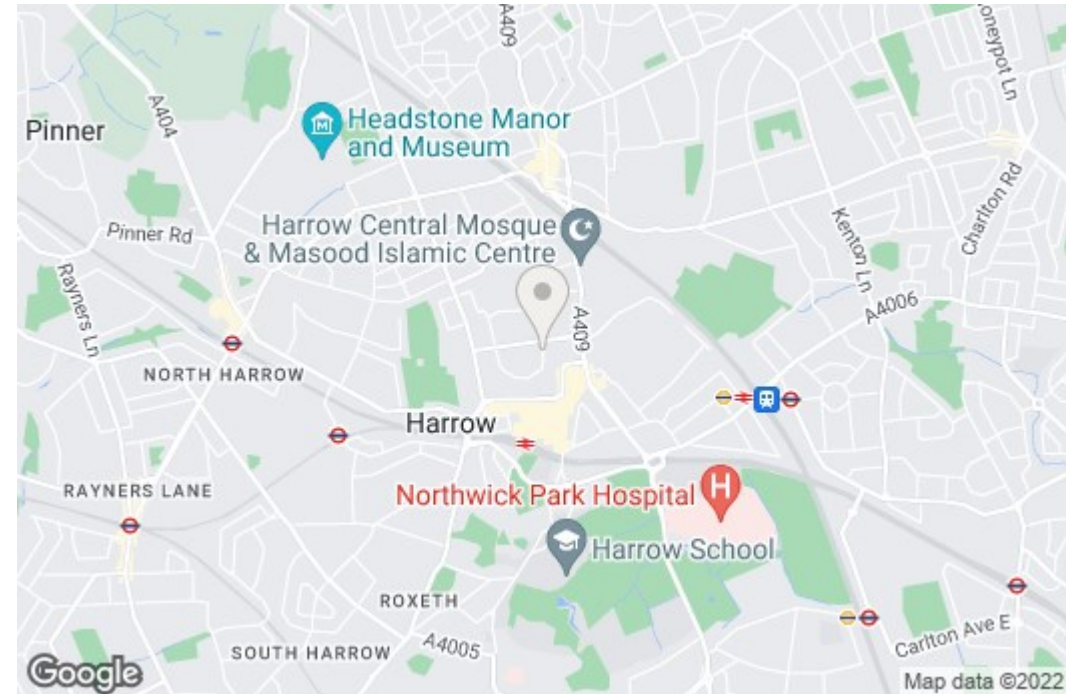 A409
oneypot Ln
A404
Pinner
Headstone Manor
and Museum
Charlton Rd
Pinner Rd
Harrow Central Mosque
& Masood Islamic Centre
Kenton Ln
Rayners Ln
A409
A4006
NORTH HARROW
Harrow
RAYNERS LANE
Northwick Park Hospital
H
Harrow School
ROXETH
A4005
SOUTH HARROW
Carlton Ave E
Google
Map data ©2022